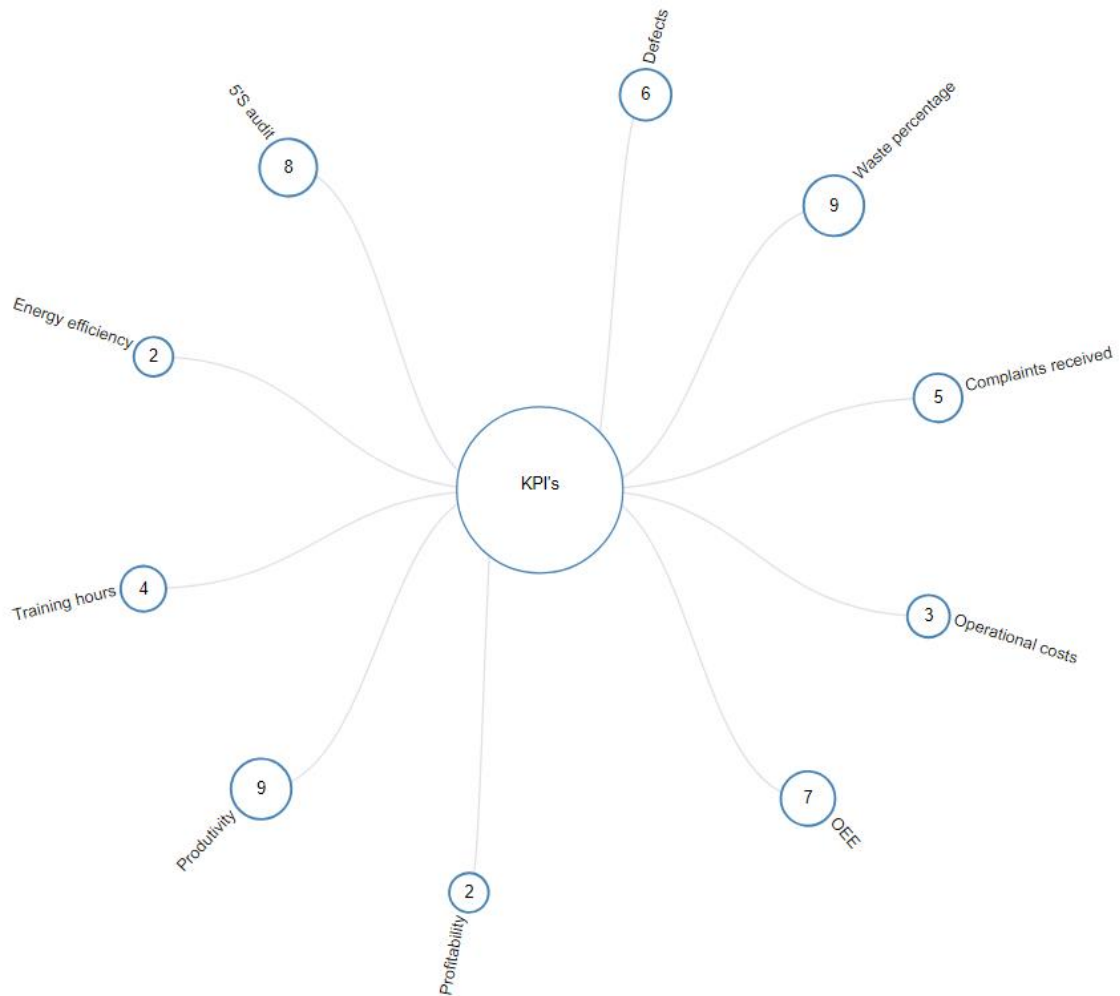 Defects
6
5'S audit
8
Waste percentage
9
Energy efficiency
2
Complaints received
5
KPI's
Training hours
4
3
Operational costs
9
Produtivity
7
OEE
2
Profitability